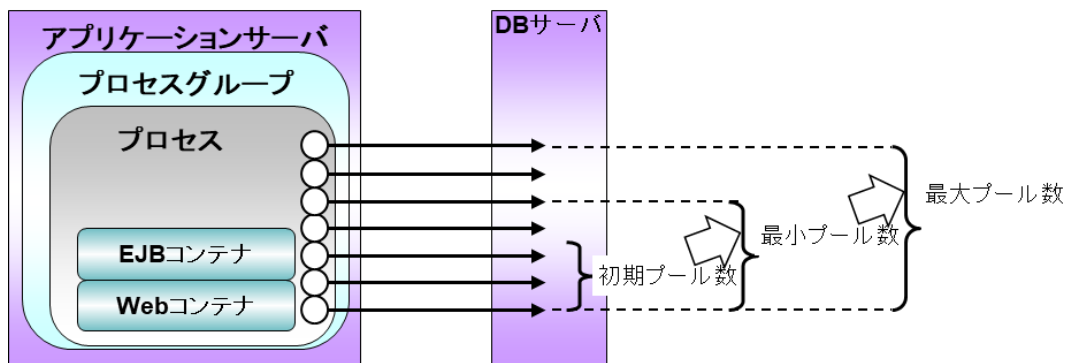 アプリケーションサーバ
プロセスグループ
プロセス
EJBコンテナ
Webコンテナ
DBサーバ
初期プール数
最小プール数
最大プール数